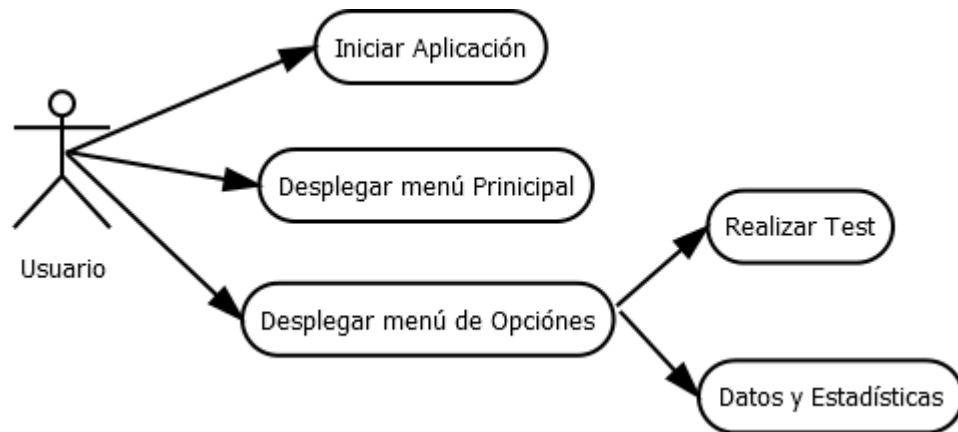 Iniciar Aplicación
Desplegar menú Prinicipal
Realizar Test
Usuario
Desplegar menú de Opciónes
Datos y Estadísticas